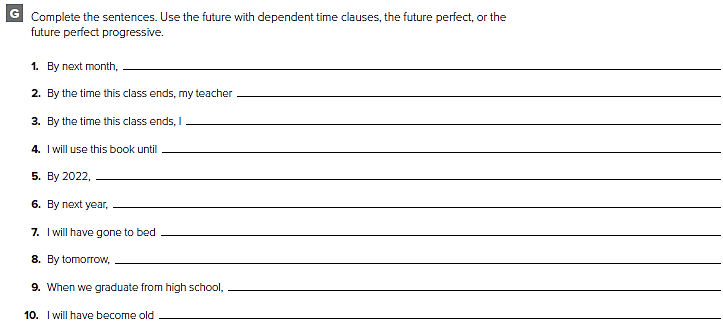 G Complete the sentences. Use the future with dependent time clauses, the future perfect, or the
future perfect progressive.
1. By next month,
2. By the time this class ends, my teacher
3. By the time this class ends, I
4. I will use this book until
5. By 2022,
6. By next year,
7. I will have gone to bed
8. By tomorrow,
9. When we graduate from high school,
10. I will have become old